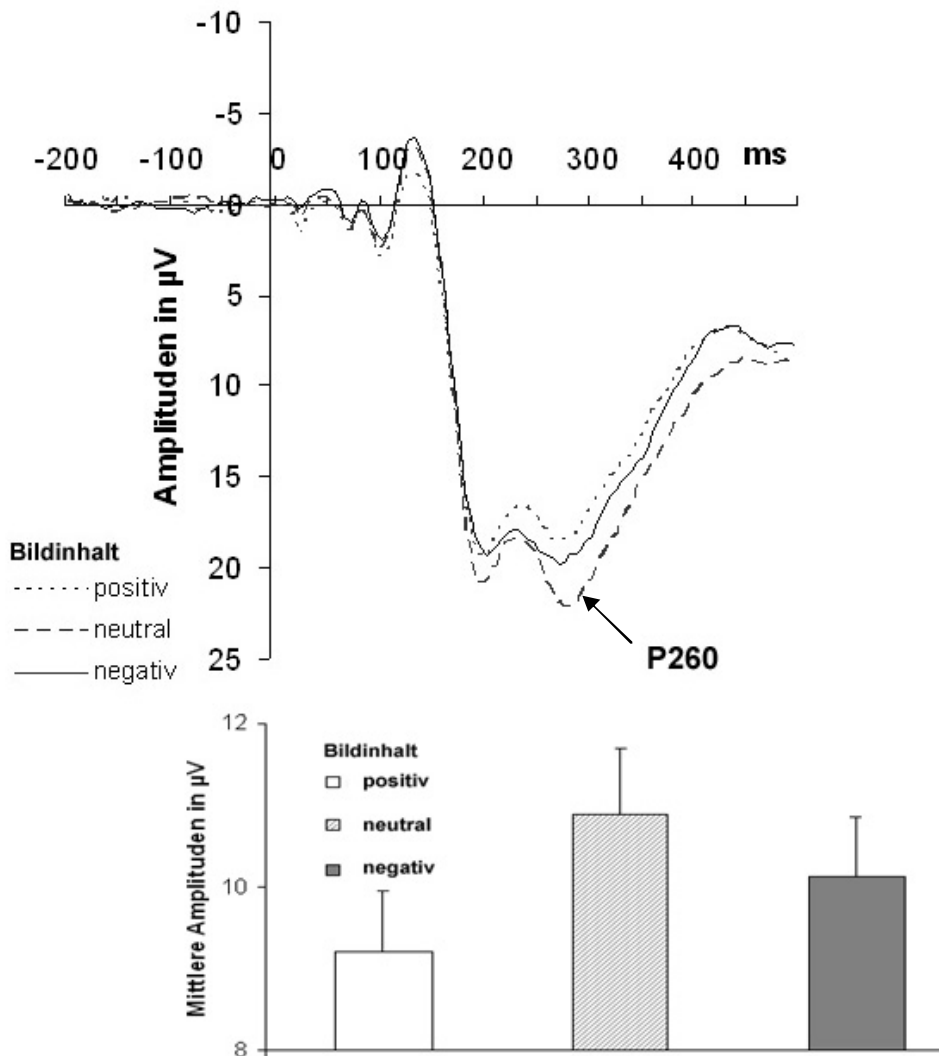 -10
-5
-200 -100 0 100 200 300 400 ms
0
Amplituden in µV
5
10
15
20
25
Bildinhalt
positiv
neutral
negativ
P260
12
10
8
Mittlere Amplituden in µV
Bildinhalt
positiv
neutral
negativ